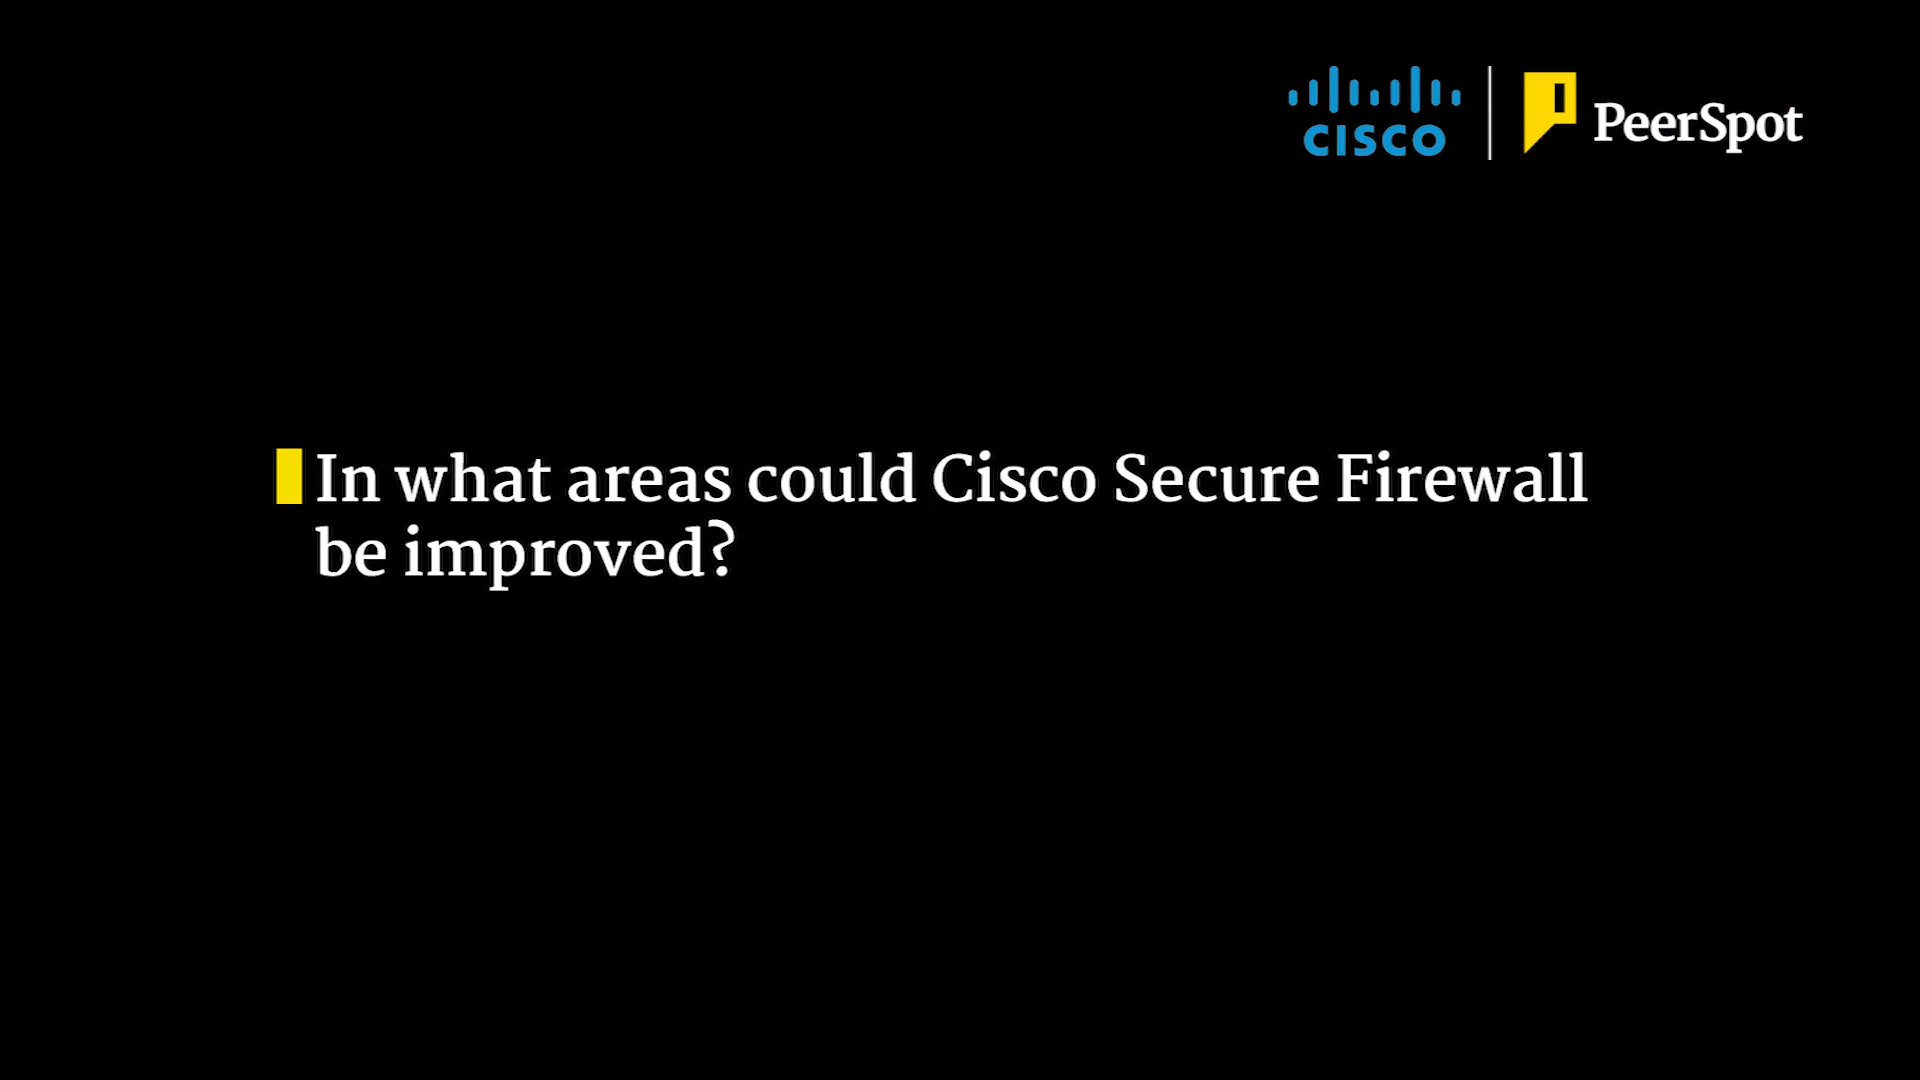 CISCO
PeerSpot
In what areas could Cisco Secure Firewall
be improved?